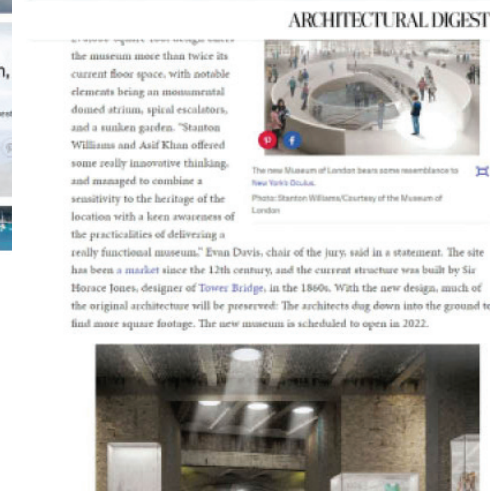 ARCHITECTURAL DIGEST
the museum more than twice its
current floor space, with notable
elements being an monumental
domed atrium, spiral escalators,
and a sunken garden. "Stanton
Williams and Asif Khan offered
some really innovative thinking,
and managed to combine a
sensitivity to the heritage of the
location with a keen awareness of
the practicalities of delivering a
really functional museum," Evan Davis, chair of the jury, said in a statement. The site
has been a market since the 12th century, and the current structure was built by Sir
Horace Jones, designer of Tower Bridge, in the 1860s. With the new design, much of
the original architecture will be preserved: The architects dug down into the ground to
find more square footage. The new museum is scheduled to open in 2022.
The new Museum of London bears some resemblance to
New York's Oculus.
Photo: Stanton Williams/Courtesy of the Museum of
London